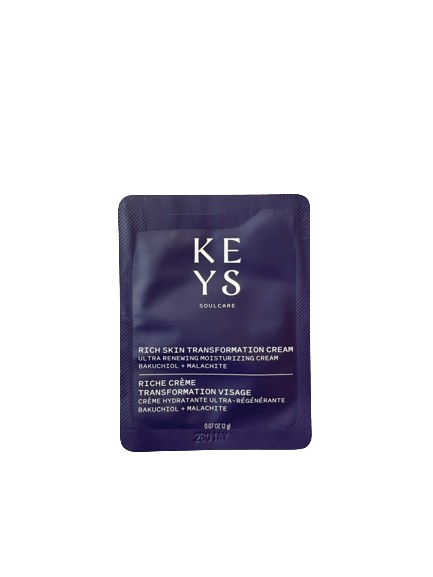 KE
YS
SOULCARE
RICH SKIN TRANSFORMATION CREAM
ULTRA RENEWING MOISTURIZING CREAM
BAKUCHIOL + MALACHITE
RICHE CRÈME
TRANSFORMATION VISAGE
CRÈME HYDRATANTE ULTRA-RÉGÉNÉRANTE
BAKUCHIOL + MALACHITE
0.07 OZ (2 g)